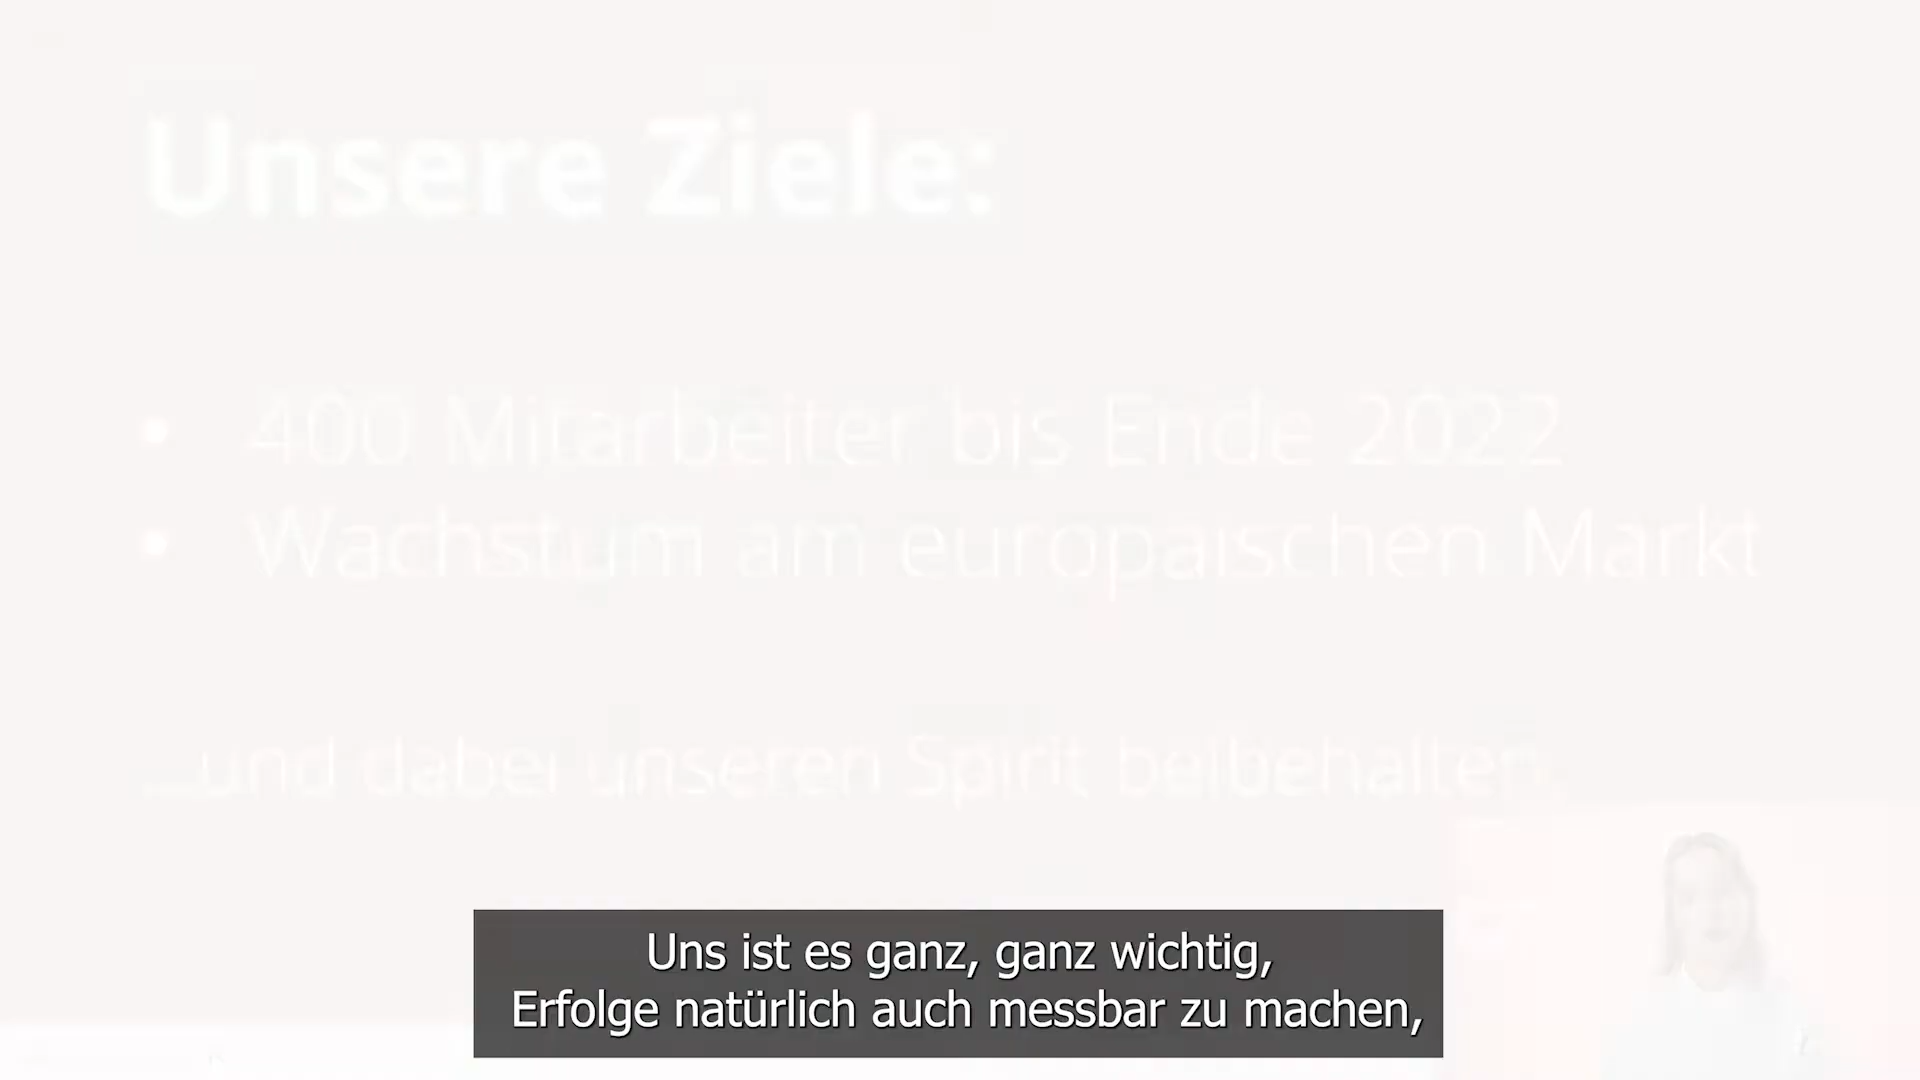 Unsere Ziele:
• 400 Mitarbeiter bis Ende 2022
• Wachstum am europäischen Markt
...und dabei unseren Spirit beibehalten.
Uns ist es ganz, ganz wichtig,
Erfolge natürlich auch messbar zu machen,